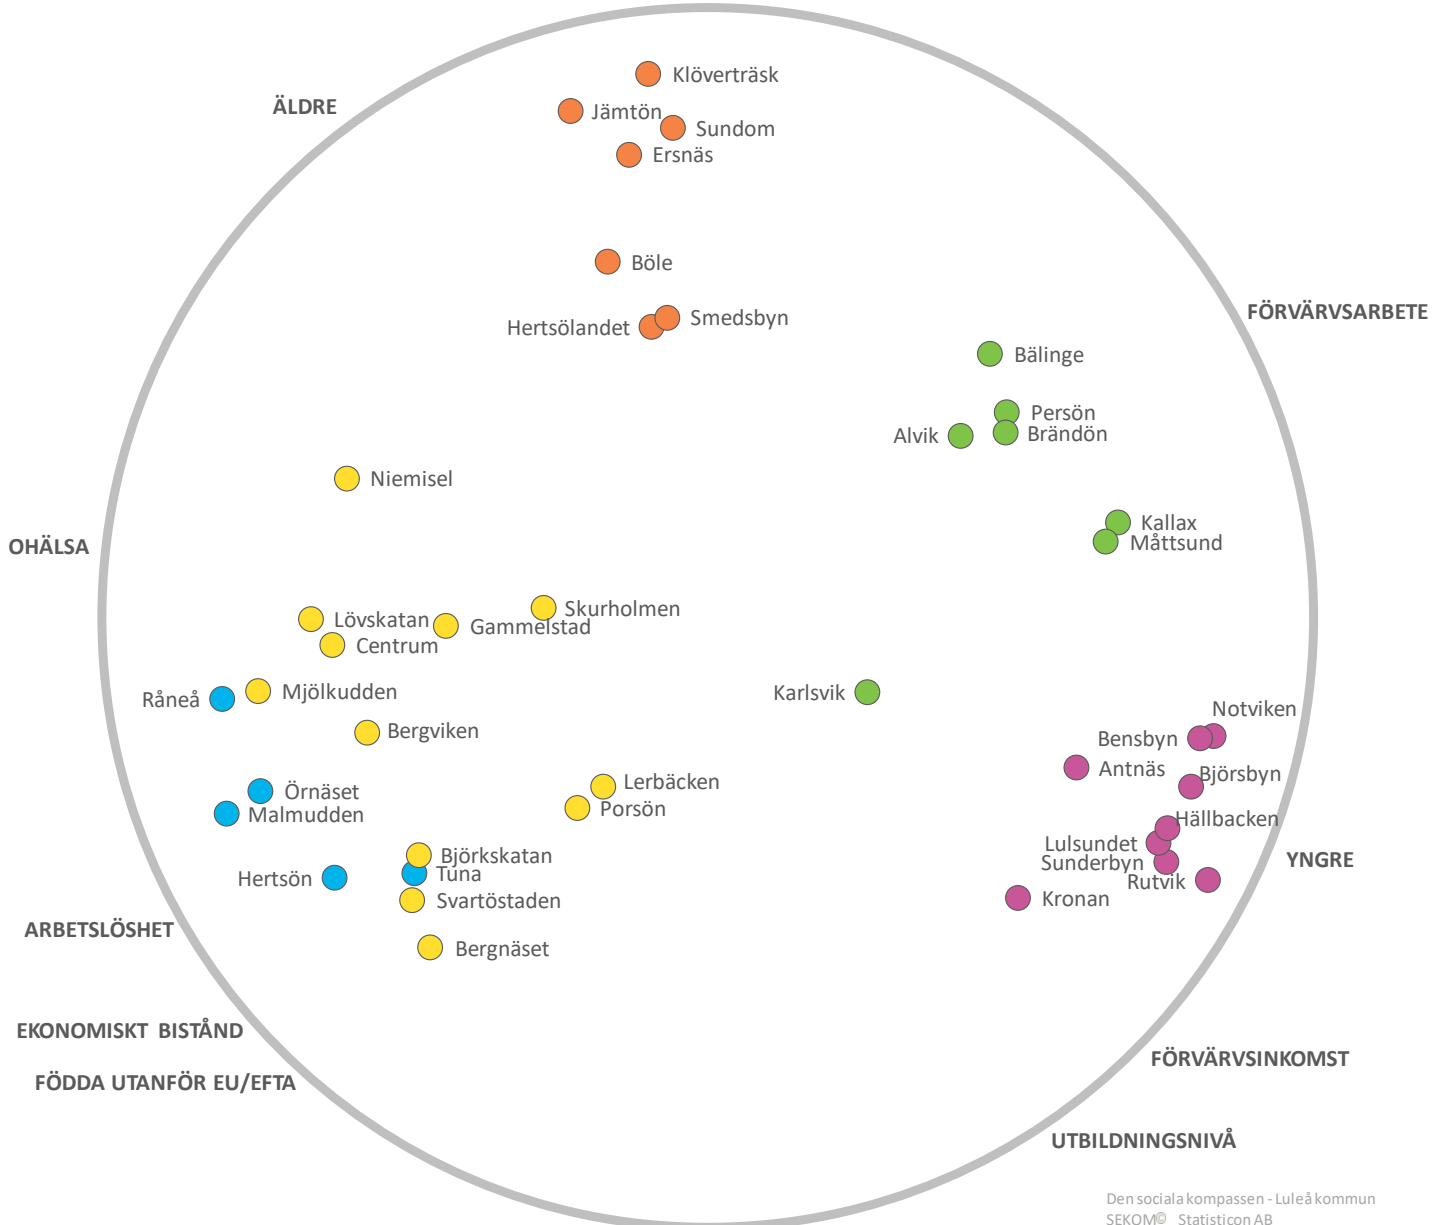 Klöverträsk
ÄLDRE
Jämtön
Sundom
Ersnäs
Böle
FÖRVÄRVSARBETE
Smedsbyn
Hertsölandet
Bälinge
Persön
Brändön
Alvik
Niemisel
Kallax
Måttsund
OHÄLSA
Skurholmen
Lövskatan
Gammelstad
Centrum
Mjölkudden
Karlsvik
Råneå
Notviken
Bergviken
Bensbyn
Antnäs
Björsbyn
Lerbäcken
Örnäset
Porsön
Malmudden
Hällbacken
Lulsundet
Björkskatan
Sunderbyn
YNGRE
Tuna
Hertsön
Rutvik
Svartöstaden
Kronan
ARBETSLÖSHET
Bergnäset
EKONOMISKT BISTÅND
FÖRVÄRVSINKOMST
FÖDDA UTANFÖR EU/EFTA
UTBILDNINGSNIVÅ
Den sociala kompassen - Luleå kommun
SEKOM© Statisticon AB